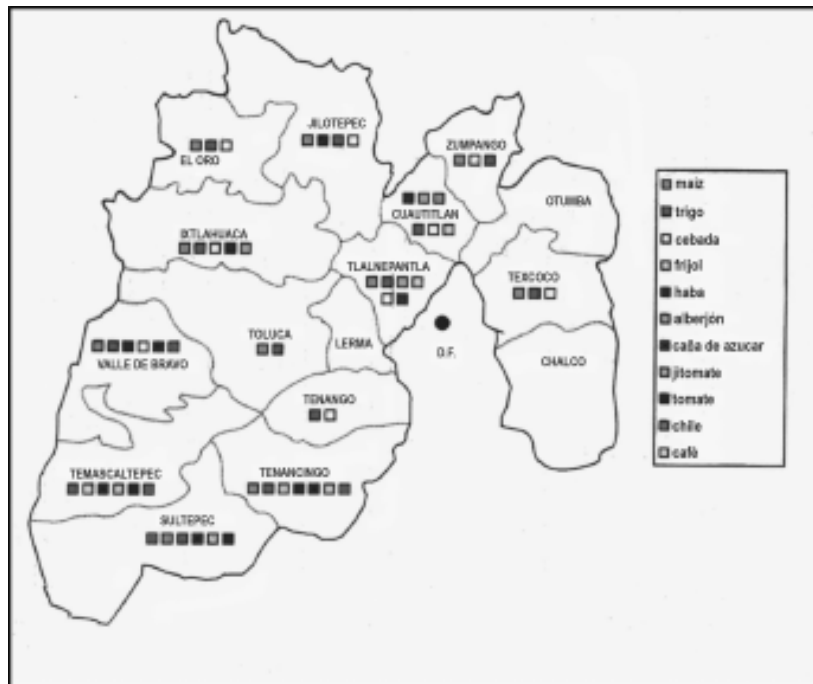 JILOTEPEC
ZUMPANGO
EL ORO
OTUMBA
CUAUTITLAN
IXTLAHUACA
TLALNEPANTLA
TEXCOCO
TOLUCA
LERMA
D.F.
VALLE DE BRAVO
CHALCO
TENANGO
TEMASCALTEPEC
TENANCINGO
SULTEPEC
maiz
trigo
cebada
frijol
haba
alberjón
caña de azucar
jitomate
tomate
chile
cafè